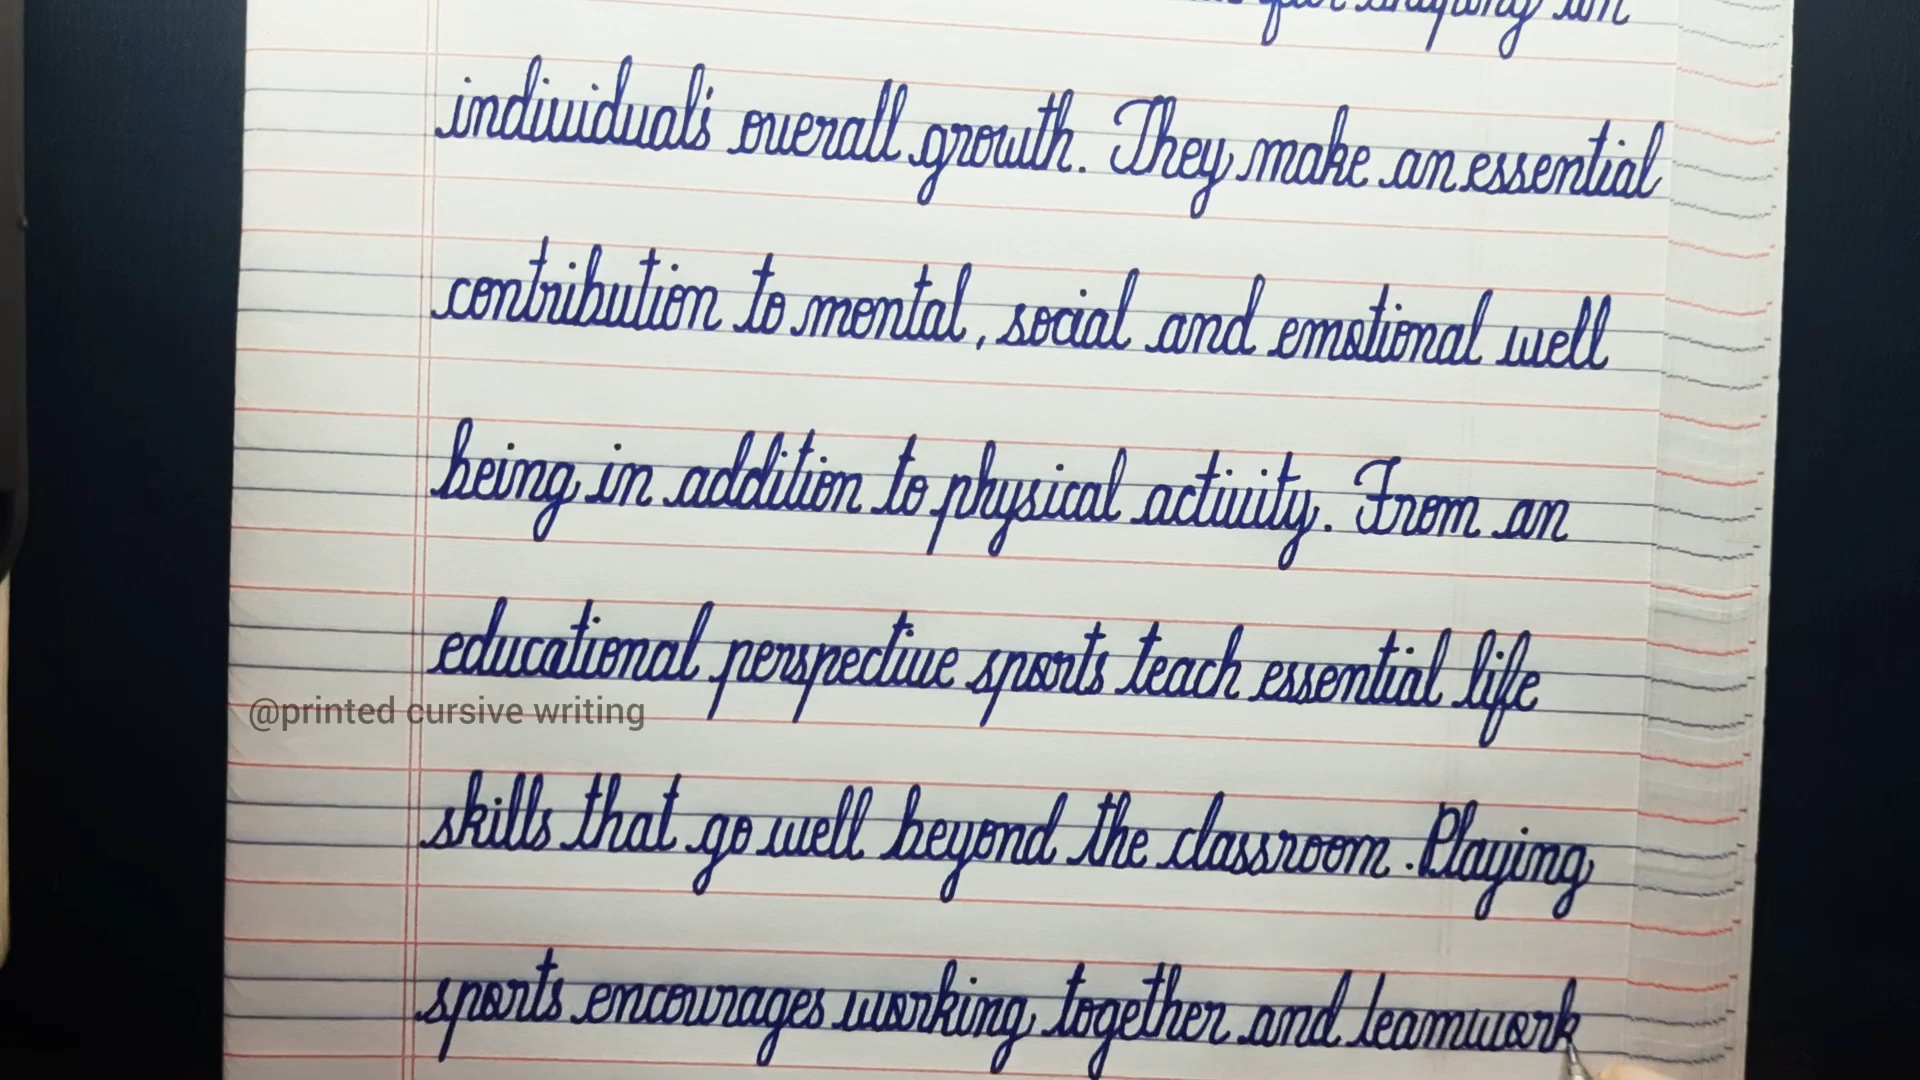 individual's overall growth. They make an essential
contribution to mental, social and emotional well
being in addition to physical activity. From an
educational perspective sports teach essential life
@printed cursive writing
skills that go well beyond the classroom. Playing
sports encourages working together and teamwork